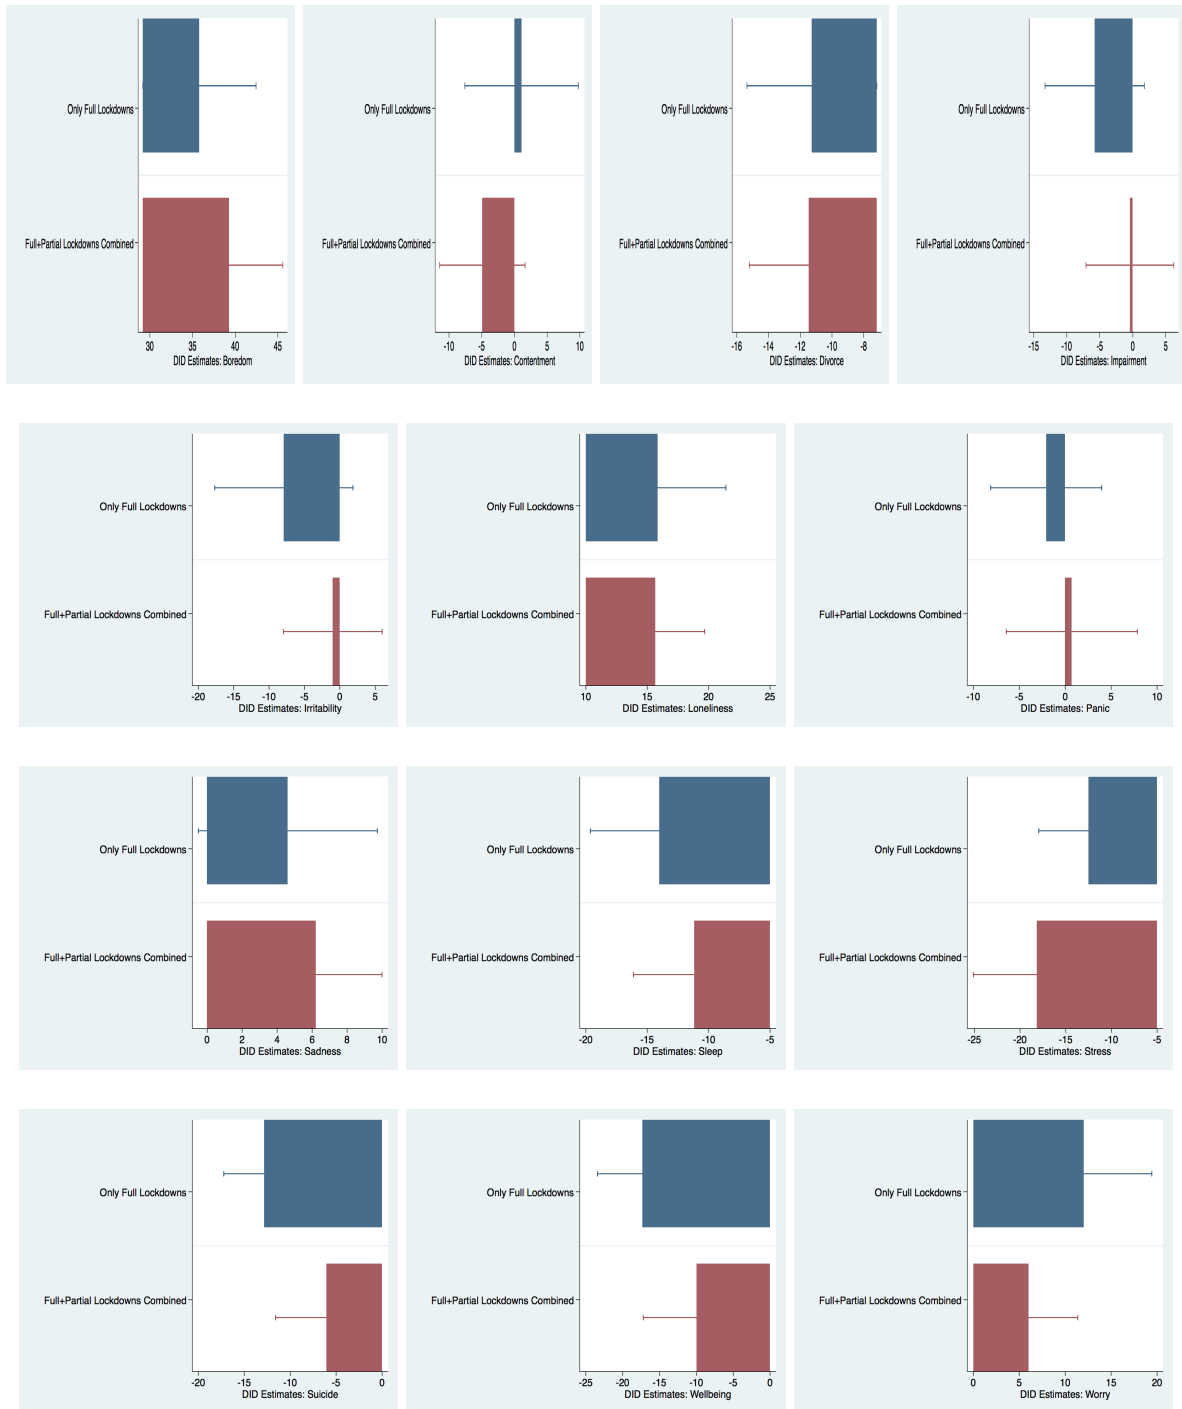 Only Full Lockdowns
Full+Partial Lockdowns Combined
30 35 40 45
DID Estimates: Boredom
Only Full Lockdowns
Full+Partial Lockdowns Combined
-10 -5 0 5 10
DID Estimates: Contentment
Only Full Lockdowns
Full+Partial Lockdowns Combined
-16 -14 -12 -10 -8
DID Estimates: Divorce
Only Full Lockdowns
Full+Partial Lockdowns Combined
-15 -10 -5 0 5
DID Estimates: Impairment
Only Full Lockdowns
Full+Partial Lockdowns Combined
-20 -15 -10 -5 0 5
DID Estimates: Irritability
Only Full Lockdowns
Full+Partial Lockdowns Combined
10 15 20 25
DID Estimates: Loneliness
Only Full Lockdowns
Full+Partial Lockdowns Combined
-10 -5 0 5 10
DID Estimates: Panic
Only Full Lockdowns
Full+Partial Lockdowns Combined
0 2 4 6 8 10
DID Estimates: Sadness
Only Full Lockdowns
Full+Partial Lockdowns Combined
-20 -15 -10 -5
DID Estimates: Sleep
Only Full Lockdowns
Full+Partial Lockdowns Combined
-25 -20 -15 -10 -5
DID Estimates: Stress
Only Full Lockdowns
Full+Partial Lockdowns Combined
-20 -15 -10 -5 0
DID Estimates: Suicide
Only Full Lockdowns
Full+Partial Lockdowns Combined
-25 -20 -15 -10 -5 0
DID Estimates: Wellbeing
Only Full Lockdowns
Full+Partial Lockdowns Combined
0 5 10 15 20
DID Estimates: Worry